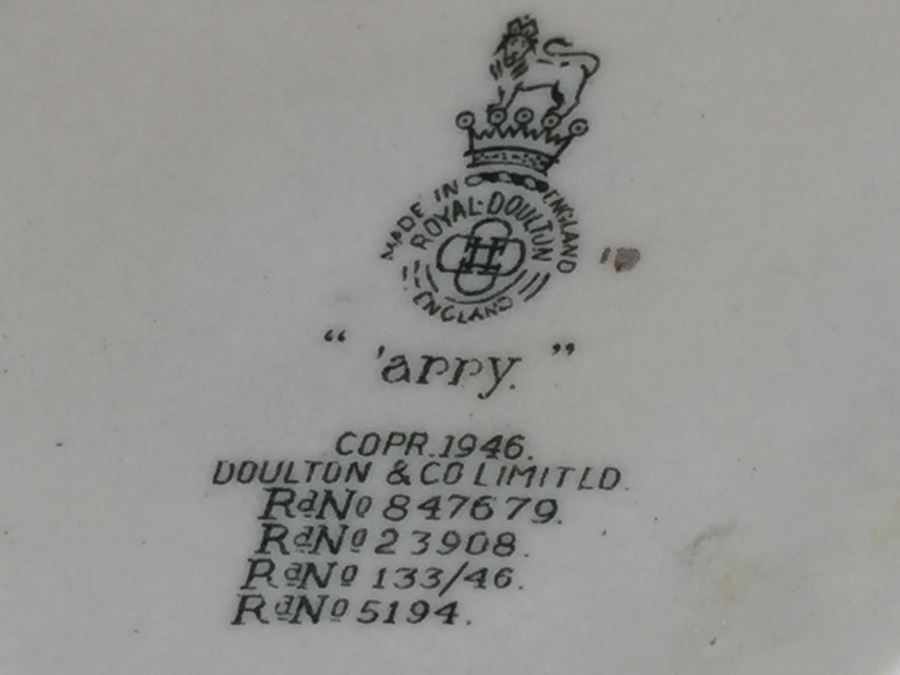 MADE IN ENGLAND
ROYAL·DOULTON
ENGLAND
“ 'arry. ”
COPR.1946.
DOULTON & CO LIMITED.
RdNo 847679.
RdNo 23908.
RdNo 133/46.
RdNo 5194.